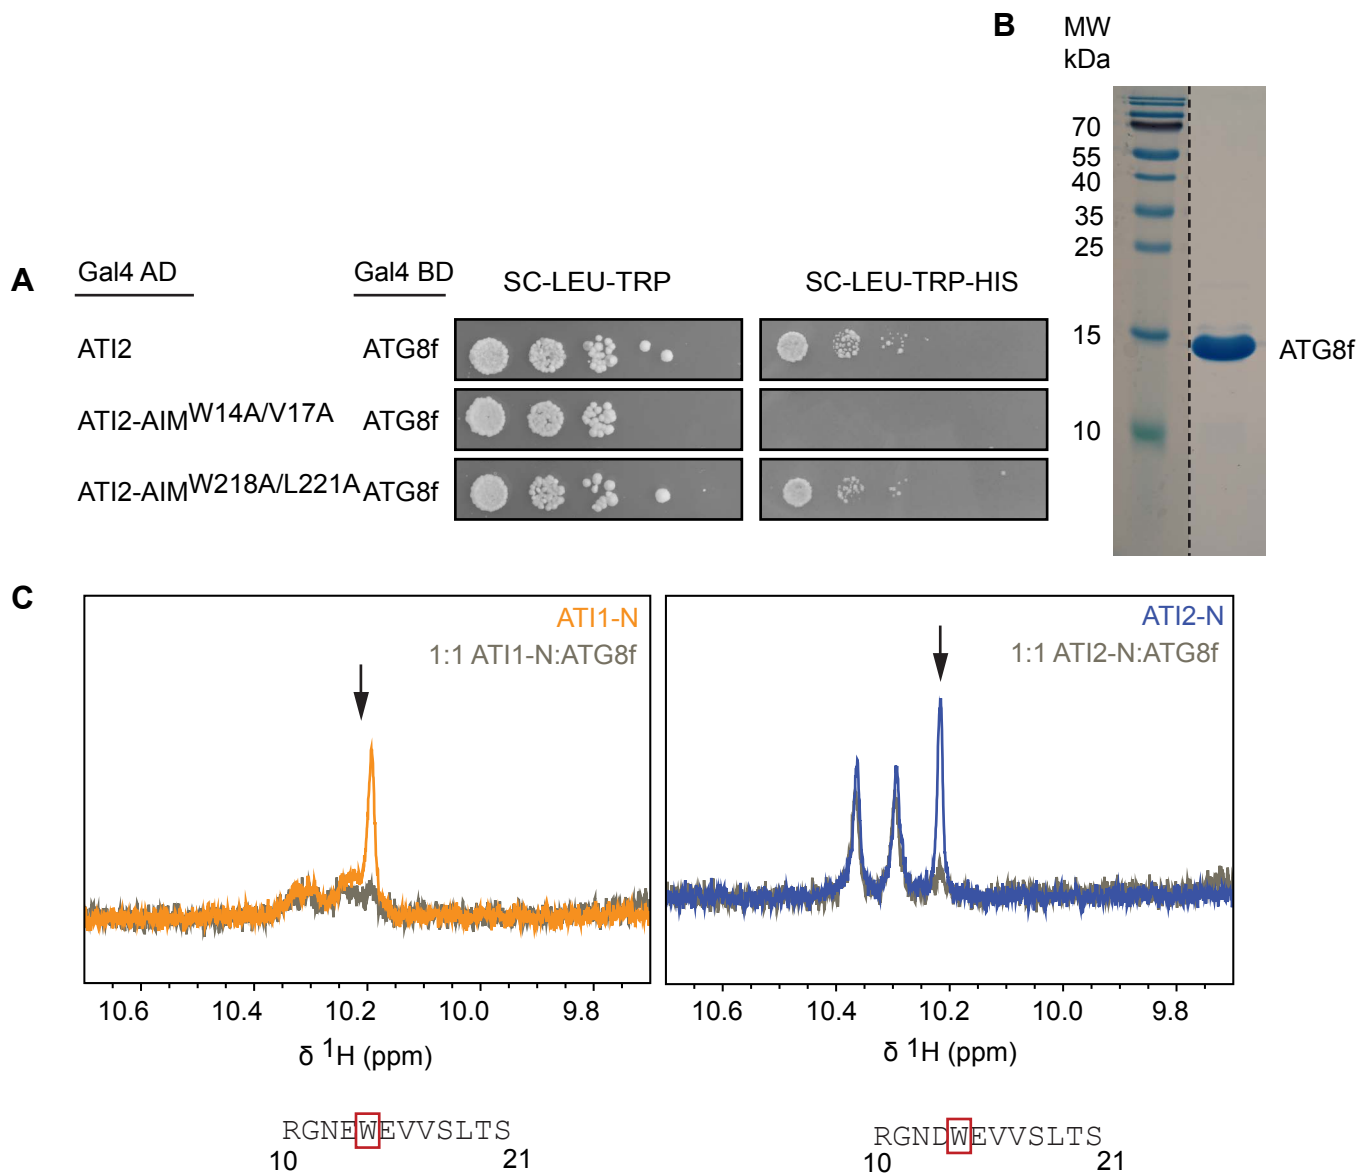 B
MW
kDa
70
55
40
35
25
15
10
ATG8f
A
Gal4 AD
Gal4 BD
SC-LEU-TRP
SC-LEU-TRP-HIS
ATI2
ATG8f
ATI2-AIMW14A/V17A
ATG8f
ATI2-AIMW218A/L221A
ATG8f
C
ATI1-N
1:1 ATI1-N:ATG8f
10.6
10.4
10.2
10.0
9.8
δ 1H (ppm)
RGNEWEVVSLTS
10
21
ATI2-N
1:1 ATI2-N:ATG8f
10.6
10.4
10.2
10.0
9.8
δ 1H (ppm)
RGNDWEVVSLTS
10
21